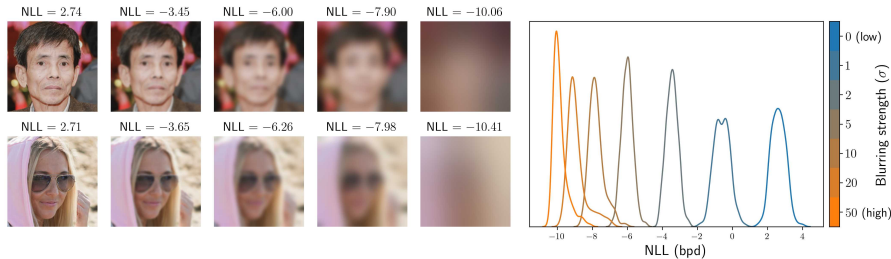 NLL = 2.74 NLL = −3.45 NLL = −6.00 NLL = −7.90 NLL = −10.06
NLL = 2.71 NLL = −3.65 NLL = −6.26 NLL = −7.98 NLL = −10.41
−10 −8 −6 −4 −2 0 2 4
NLL (bpd)
0 (low)
1
2
5
10
20
50 (high)
Blurring strength (σ)